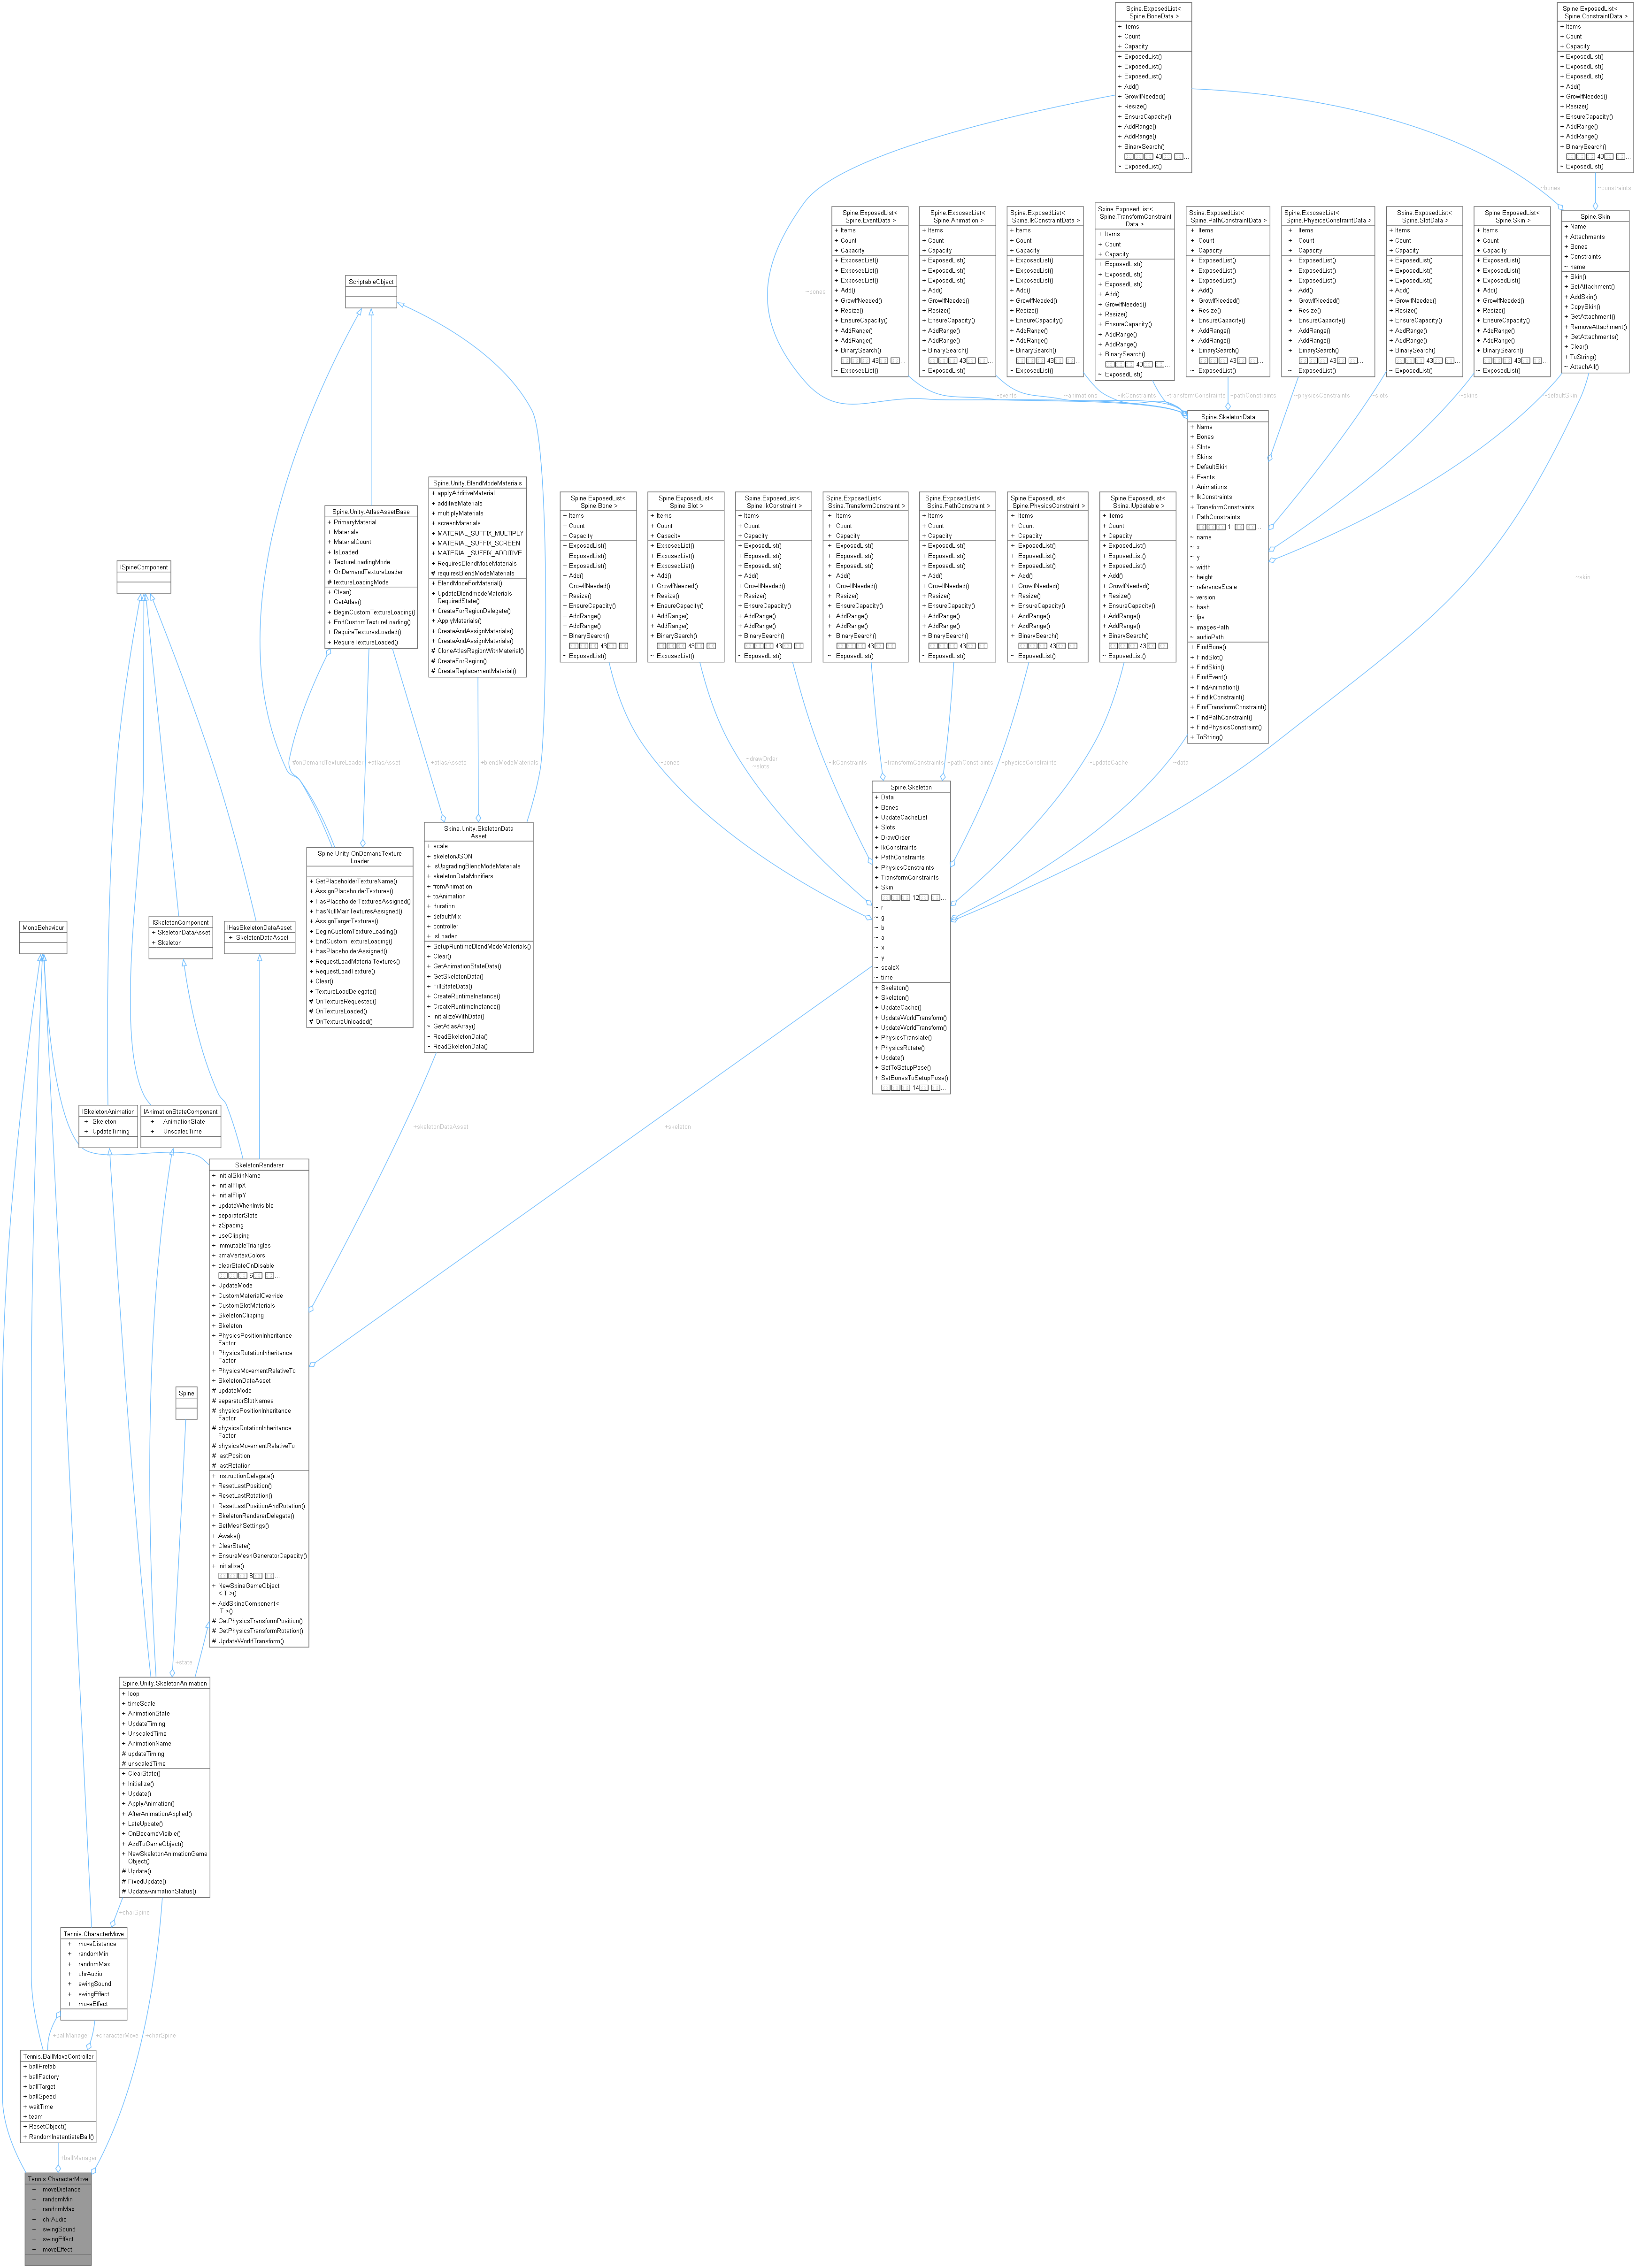 Spine.ExposedList<
Spine.BoneData >
+ Items
+ Count
+ Capacity
+ ExposedList()
+ ExposedList()
+ ExposedList()
+ Add()
+ GrowIfNeeded()
+ Resize()
+ EnsureCapacity()
+ AddRange()
+ AddRange()
+ BinarySearch()
43 ...
~ ExposedList()
Spine.ExposedList<
Spine.ConstraintData >
+ Items
+ Count
+ Capacity
+ ExposedList()
+ ExposedList()
+ ExposedList()
+ Add()
+ GrowIfNeeded()
+ Resize()
+ EnsureCapacity()
+ AddRange()
+ AddRange()
+ BinarySearch()
43 ...
~ ExposedList()
~bones
~constraints
Spine.ExposedList<
Spine.EventData >
+ Items
+ Count
+ Capacity
+ ExposedList()
+ ExposedList()
+ ExposedList()
+ Add()
+ GrowIfNeeded()
+ Resize()
+ EnsureCapacity()
+ AddRange()
+ AddRange()
+ BinarySearch()
43 ...
~ ExposedList()
Spine.ExposedList<
Spine.Animation >
+ Items
+ Count
+ Capacity
+ ExposedList()
+ ExposedList()
+ ExposedList()
+ Add()
+ GrowIfNeeded()
+ Resize()
+ EnsureCapacity()
+ AddRange()
+ AddRange()
+ BinarySearch()
43 ...
~ ExposedList()
Spine.ExposedList<
Spine.IkConstraintData >
+ Items
+ Count
+ Capacity
+ ExposedList()
+ ExposedList()
+ ExposedList()
+ Add()
+ GrowIfNeeded()
+ Resize()
+ EnsureCapacity()
+ AddRange()
+ AddRange()
+ BinarySearch()
43 ...
~ ExposedList()
Spine.ExposedList<
Spine.TransformConstraint
Data >
+ Items
+ Count
+ Capacity
+ ExposedList()
+ ExposedList()
+ ExposedList()
+ Add()
+ GrowIfNeeded()
+ Resize()
+ EnsureCapacity()
+ AddRange()
+ AddRange()
+ BinarySearch()
43 ...
~ ExposedList()
Spine.ExposedList<
Spine.PathConstraintData >
+ Items
+ Count
+ Capacity
+ ExposedList()
+ ExposedList()
+ ExposedList()
+ Add()
+ GrowIfNeeded()
+ Resize()
+ EnsureCapacity()
+ AddRange()
+ AddRange()
+ BinarySearch()
43 ...
~ ExposedList()
Spine.ExposedList<
Spine.PhysicsConstraintData >
+ Items
+ Count
+ Capacity
+ ExposedList()
+ ExposedList()
+ ExposedList()
+ Add()
+ GrowIfNeeded()
+ Resize()
+ EnsureCapacity()
+ AddRange()
+ AddRange()
+ BinarySearch()
43 ...
~ ExposedList()
Spine.ExposedList<
Spine.SlotData >
+ Items
+ Count
+ Capacity
+ ExposedList()
+ ExposedList()
+ ExposedList()
+ Add()
+ GrowIfNeeded()
+ Resize()
+ EnsureCapacity()
+ AddRange()
+ AddRange()
+ BinarySearch()
43 ...
~ ExposedList()
Spine.ExposedList<
Spine.Skin >
+ Items
+ Count
+ Capacity
+ ExposedList()
+ ExposedList()
+ ExposedList()
+ Add()
+ GrowIfNeeded()
+ Resize()
+ EnsureCapacity()
+ AddRange()
+ AddRange()
+ BinarySearch()
43 ...
~ ExposedList()
Spine.Skin
+ Name
+ Attachments
+ Bones
+ Constraints
~ name
+ Skin()
+ SetAttachment()
+ AddSkin()
+ CopySkin()
+ GetAttachment()
+ RemoveAttachment()
+ GetAttachments()
+ Clear()
+ ToString()
~ AttachAll()
~bones
~events
~animations
~ikConstraints
~transformConstraints
~pathConstraints
~physicsConstraints
~slots
~skins
~defaultSkin
ScriptableObject
Spine.SkeletonData
+ Name
+ Bones
+ Slots
+ Skins
+ DefaultSkin
+ Events
+ Animations
+ IkConstraints
+ TransformConstraints
+ PathConstraints
11 ...
~ name
~ x
~ y
~ width
~ height
~ referenceScale
~ version
~ hash
~ fps
~ imagesPath
~ audioPath
+ FindBone()
+ FindSlot()
+ FindSkin()
+ FindEvent()
+ FindAnimation()
+ FindIkConstraint()
+ FindTransformConstraint()
+ FindPathConstraint()
+ FindPhysicsConstraint()
+ ToString()
~skin
Spine.Unity.AtlasAssetBase
+ PrimaryMaterial
+ Materials
+ MaterialCount
+ IsLoaded
+ TextureLoadingMode
+ OnDemandTextureLoader
# textureLoadingMode
+ Clear()
+ GetAtlas()
+ BeginCustomTextureLoading()
+ EndCustomTextureLoading()
+ RequireTexturesLoaded()
+ RequireTextureLoaded()
Spine.Unity.BlendModeMaterials
+ applyAdditiveMaterial
+ additiveMaterials
+ multiplyMaterials
+ screenMaterials
+ MATERIAL_SUFFIX_MULTIPLY
+ MATERIAL_SUFFIX_SCREEN
+ MATERIAL_SUFFIX_ADDITIVE
+ RequiresBlendModeMaterials
# requiresBlendModeMaterials
+ BlendModeForMaterial()
+ UpdateBlendmodeMaterials
RequiredState()
+ CreateForRegionDelegate()
+ ApplyMaterials()
+ CreateAndAssignMaterials()
+ CreateAndAssignMaterials()
# CloneAtlasRegionWithMaterial()
# CreateForRegion()
# CreateReplacementMaterial()
Spine.ExposedList<
Spine.Bone >
+ Items
+ Count
+ Capacity
+ ExposedList()
+ ExposedList()
+ ExposedList()
+ Add()
+ GrowIfNeeded()
+ Resize()
+ EnsureCapacity()
+ AddRange()
+ AddRange()
+ BinarySearch()
43 ...
~ ExposedList()
Spine.ExposedList<
Spine.Slot >
+ Items
+ Count
+ Capacity
+ ExposedList()
+ ExposedList()
+ ExposedList()
+ Add()
+ GrowIfNeeded()
+ Resize()
+ EnsureCapacity()
+ AddRange()
+ AddRange()
+ BinarySearch()
43 ...
~ ExposedList()
Spine.ExposedList<
Spine.IkConstraint >
+ Items
+ Count
+ Capacity
+ ExposedList()
+ ExposedList()
+ ExposedList()
+ Add()
+ GrowIfNeeded()
+ Resize()
+ EnsureCapacity()
+ AddRange()
+ AddRange()
+ BinarySearch()
43 ...
~ ExposedList()
Spine.ExposedList<
Spine.TransformConstraint >
+ Items
+ Count
+ Capacity
+ ExposedList()
+ ExposedList()
+ ExposedList()
+ Add()
+ GrowIfNeeded()
+ Resize()
+ EnsureCapacity()
+ AddRange()
+ AddRange()
+ BinarySearch()
43 ...
~ ExposedList()
Spine.ExposedList<
Spine.PathConstraint >
+ Items
+ Count
+ Capacity
+ ExposedList()
+ ExposedList()
+ ExposedList()
+ Add()
+ GrowIfNeeded()
+ Resize()
+ EnsureCapacity()
+ AddRange()
+ AddRange()
+ BinarySearch()
43 ...
~ ExposedList()
Spine.ExposedList<
Spine.PhysicsConstraint >
+ Items
+ Count
+ Capacity
+ ExposedList()
+ ExposedList()
+ ExposedList()
+ Add()
+ GrowIfNeeded()
+ Resize()
+ EnsureCapacity()
+ AddRange()
+ AddRange()
+ BinarySearch()
43 ...
~ ExposedList()
Spine.ExposedList<
Spine.IUpdatable >
+ Items
+ Count
+ Capacity
+ ExposedList()
+ ExposedList()
+ ExposedList()
+ Add()
+ GrowIfNeeded()
+ Resize()
+ EnsureCapacity()
+ AddRange()
+ AddRange()
+ BinarySearch()
43 ...
~ ExposedList()
ISpineComponent
#onDemandTextureLoader
+atlasAsset
+atlasAssets
+blendModeMaterials
~bones
~drawOrder
~slots
~ikConstraints
~transformConstraints
~pathConstraints
~physicsConstraints
~updateCache
~data
Spine.Unity.OnDemandTexture
Loader
+ GetPlaceholderTextureName()
+ AssignPlaceholderTextures()
+ HasPlaceholderTexturesAssigned()
+ HasNullMainTexturesAssigned()
+ AssignTargetTextures()
+ BeginCustomTextureLoading()
+ EndCustomTextureLoading()
+ HasPlaceholderAssigned()
+ RequestLoadMaterialTextures()
+ RequestLoadTexture()
+ Clear()
+ TextureLoadDelegate()
# OnTextureRequested()
# OnTextureLoaded()
# OnTextureUnloaded()
Spine.Unity.SkeletonData
Asset
+ scale
+ skeletonJSON
+ isUpgradingBlendModeMaterials
+ skeletonDataModifiers
+ fromAnimation
+ toAnimation
+ duration
+ defaultMix
+ controller
+ IsLoaded
+ SetupRuntimeBlendModeMaterials()
+ Clear()
+ GetAnimationStateData()
+ GetSkeletonData()
+ FillStateData()
+ CreateRuntimeInstance()
+ CreateRuntimeInstance()
~ InitializeWithData()
~ GetAtlasArray()
~ ReadSkeletonData()
~ ReadSkeletonData()
Spine.Skeleton
+ Data
+ Bones
+ UpdateCacheList
+ Slots
+ DrawOrder
+ IkConstraints
+ PathConstraints
+ PhysicsConstraints
+ TransformConstraints
+ Skin
12 ...
~ r
~ g
~ b
~ a
~ x
~ y
~ scaleX
~ time
+ Skeleton()
+ Skeleton()
+ UpdateCache()
+ UpdateWorldTransform()
+ UpdateWorldTransform()
+ PhysicsTranslate()
+ PhysicsRotate()
+ Update()
+ SetToSetupPose()
+ SetBonesToSetupPose()
14 ...
MonoBehaviour
ISkeletonComponent
+ SkeletonDataAsset
+ Skeleton
IHasSkeletonDataAsset
+ SkeletonDataAsset
ISkeletonAnimation
+ Skeleton
+ UpdateTiming
IAnimationStateComponent
+ AnimationState
+ UnscaledTime
+skeletonDataAsset
+skeleton
SkeletonRenderer
+ initialSkinName
+ initialFlipX
+ initialFlipY
+ updateWhenInvisible
+ separatorSlots
+ zSpacing
+ useClipping
+ immutableTriangles
+ pmaVertexColors
+ clearStateOnDisable
6 ...
+ UpdateMode
+ CustomMaterialOverride
+ CustomSlotMaterials
+ SkeletonClipping
+ Skeleton
+ PhysicsPositionInheritance
Factor
+ PhysicsRotationInheritance
Factor
+ PhysicsMovementRelativeTo
+ SkeletonDataAsset
# updateMode
# separatorSlotNames
# physicsPositionInheritance
Factor
# physicsRotationInheritance
Factor
# physicsMovementRelativeTo
# lastPosition
# lastRotation
+ InstructionDelegate()
+ ResetLastPosition()
+ ResetLastRotation()
+ ResetLastPositionAndRotation()
+ SkeletonRendererDelegate()
+ SetMeshSettings()
+ Awake()
+ ClearState()
+ EnsureMeshGeneratorCapacity()
+ Initialize()
8 ...
+ NewSpineGameObject
< T >()
+ AddSpineComponent<
T >()
# GetPhysicsTransformPosition()
# GetPhysicsTransformRotation()
# UpdateWorldTransform()
Spine
+state
Spine.Unity.SkeletonAnimation
+ loop
+ timeScale
+ AnimationState
+ UpdateTiming
+ UnscaledTime
+ AnimationName
# updateTiming
# unscaledTime
+ ClearState()
+ Initialize()
+ Update()
+ ApplyAnimation()
+ AfterAnimationApplied()
+ LateUpdate()
+ OnBecameVisible()
+ AddToGameObject()
+ NewSkeletonAnimationGame
Object()
# Update()
# FixedUpdate()
# UpdateAnimationStatus()
+charSpine
Tennis.CharacterMove
+ moveDistance
+ randomMin
+ randomMax
+ chrAudio
+ swingSound
+ swingEffect
+ moveEffect
+ballManager
+characterMove
+charSpine
Tennis.BallMoveController
+ ballPrefab
+ ballFactory
+ ballTarget
+ ballSpeed
+ waitTime
+ team
+ ResetObject()
+ RandomInstantiateBall()
+ballManager
Tennis.CharacterMove
+ moveDistance
+ randomMin
+ randomMax
+ chrAudio
+ swingSound
+ swingEffect
+ moveEffect